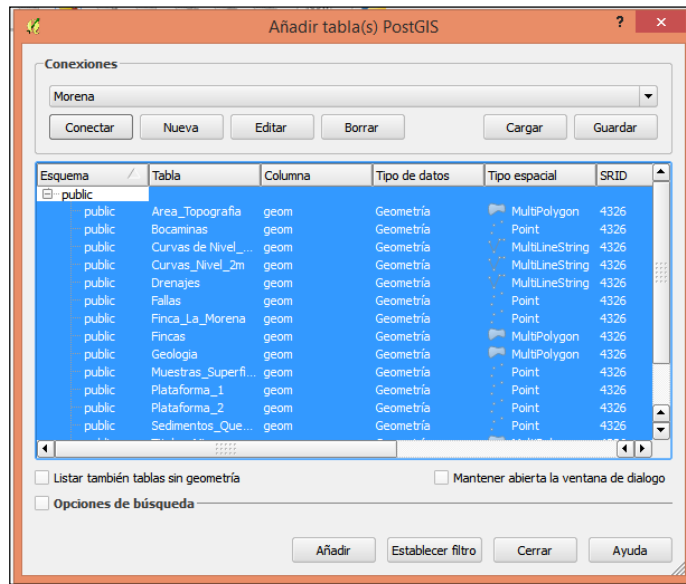 Añadir tabla(s) PostGIS
?
Conexiones
Morena
Conectar Nueva Editar Borrar Cargar Guardar
Esquema Tabla Columna Tipo de datos Tipo espacial SRID
public
public Area_Topografia geom Geometría MultiPolygon 4326
public Bocaminas geom Geometría Point 4326
public Curvas de Nivel_... geom Geometría MultiLineString 4326
public Curvas_Nivel_2m geom Geometría MultiLineString 4326
public Drenajes geom Geometría MultiLineString 4326
public Fallas geom Geometría Point 4326
public Finca_La_Morena geom Geometría Point 4326
public Fincas geom Geometría MultiPolygon 4326
public Geologia geom Geometría MultiPolygon 4326
public Muestras_Superfi... geom Geometría Point 4326
public Plataforma_1 geom Geometría Point 4326
public Plataforma_2 geom Geometría Point 4326
public Sedimentos_Que... geom Geometría Point 4326
Listar también tablas sin geometría Mantener abierta la ventana de dialogo
Opciones de búsqueda
Añadir Establecer filtro Cerrar Ayuda